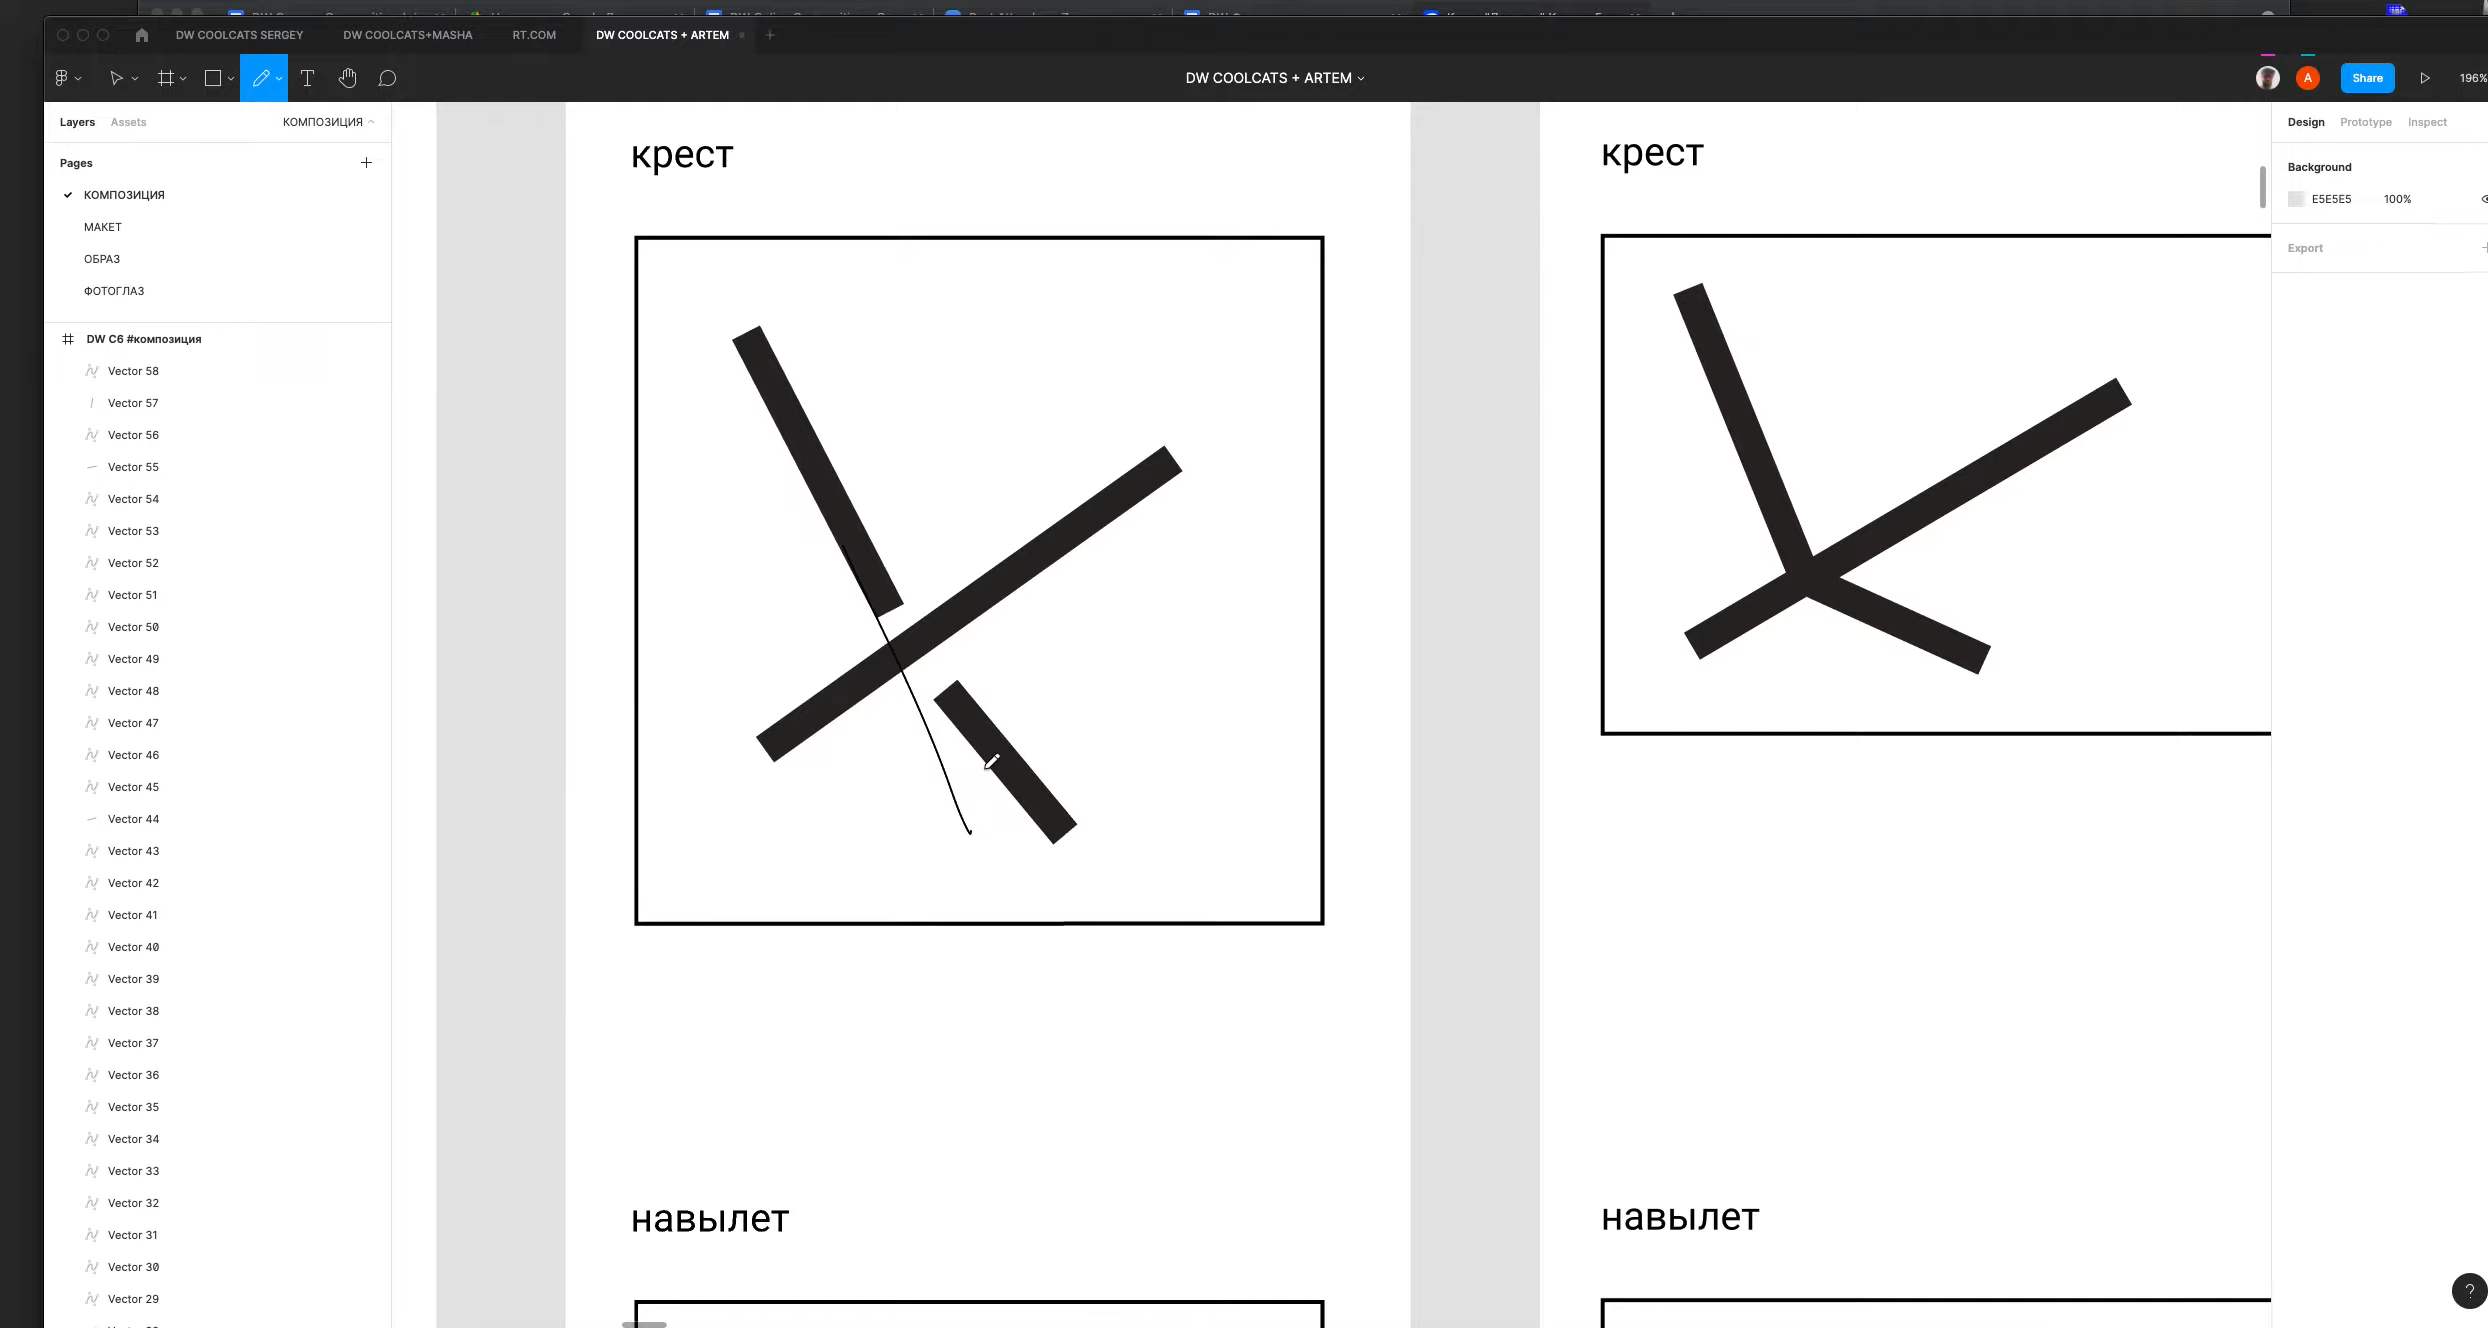 DW COOLCATS SERGEY
DW COOLCATS+MASHA
RT.COM
DW COOLCATS + ARTEM
DW COOLCATS + ARTEM
A
Share
196%
Layers
Assets
КОМПОЗИЦИЯ
Pages
КОМПОЗИЦИЯ
МАКЕТ
ОБРАЗ
ФОТОГЛАЗ
DW C6 #композиция
Vector 58
Vector 57
Vector 56
Vector 55
Vector 54
Vector 53
Vector 52
Vector 51
Vector 50
Vector 49
Vector 48
Vector 47
Vector 46
Vector 45
Vector 44
Vector 43
Vector 42
Vector 41
Vector 40
Vector 39
Vector 38
Vector 37
Vector 36
Vector 35
Vector 34
Vector 33
Vector 32
Vector 31
Vector 30
Vector 29
крест
крест
навылет
навылет
Design
Prototype
Inspect
Background
E5E5E5 100%
Export
?